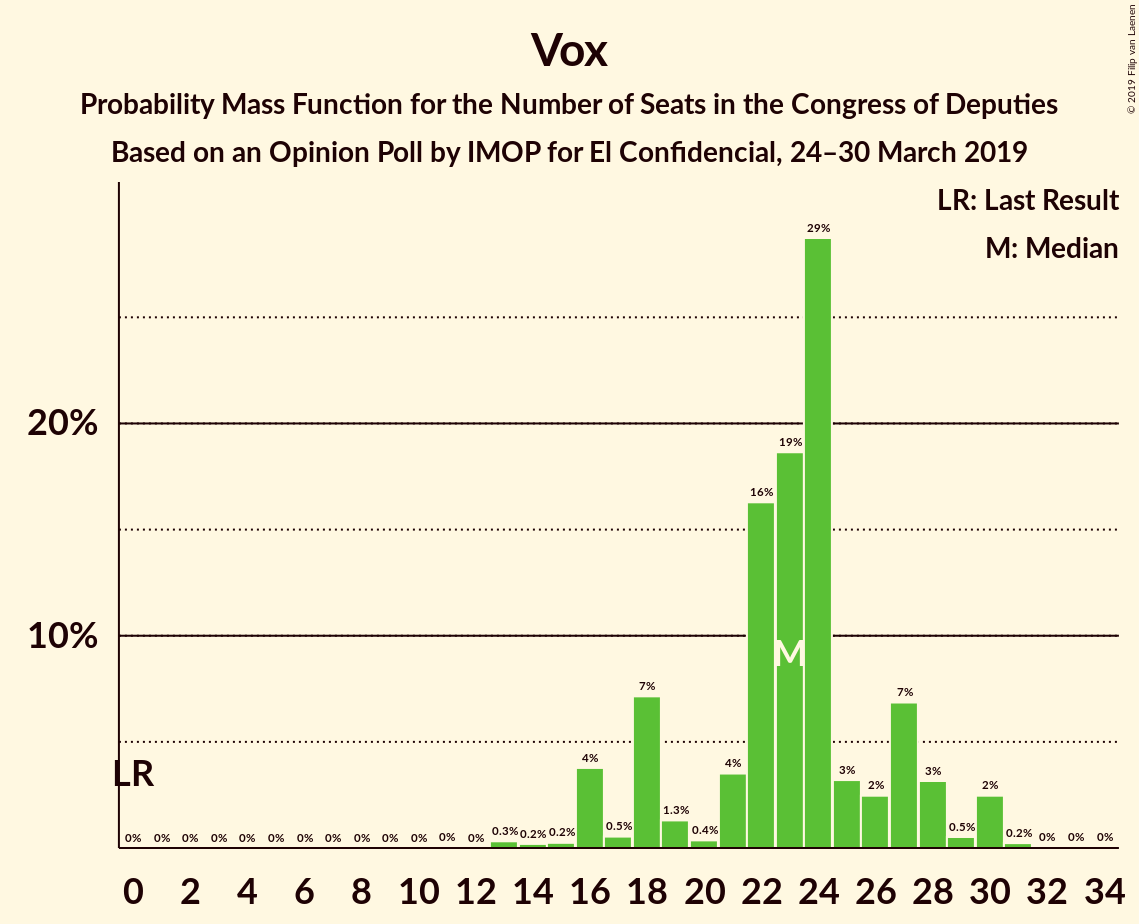 Vox
Probability Mass Function for the Number of Seats in the Congress of Deputies
Based on an Opinion Poll by IMOP for El Confidencial, 24–30 March 2019
© 2019 Filip van Laenen
LR: Last Result
M: Median
20%
10%
LR
M
0% 0% 0% 0% 0% 0% 0% 0% 0% 0% 0% 0% 0% 0.3% 0.2% 0.2% 4% 0.5% 7% 1.3% 0.4% 4% 16% 19% 29% 3% 2% 7% 3% 0.5% 2% 0.2% 0% 0% 0%
0 2 4 6 8 10 12 14 16 18 20 22 24 26 28 30 32 34